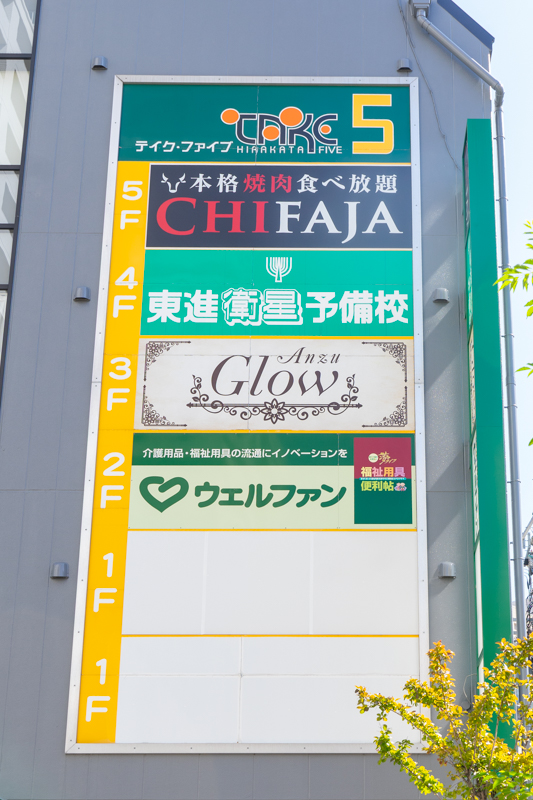 TAKE 5
テイク・ファイブ HIRAKATA FIVE
5F
本格焼肉食べ放題
CHIFAJA
4F
東進衛星予備校
3F
Anzu
Glow
2F
介護用品・福祉用具の流通にイノベーションを
ウェルファン
福祉用具
便利帖
1F
1F